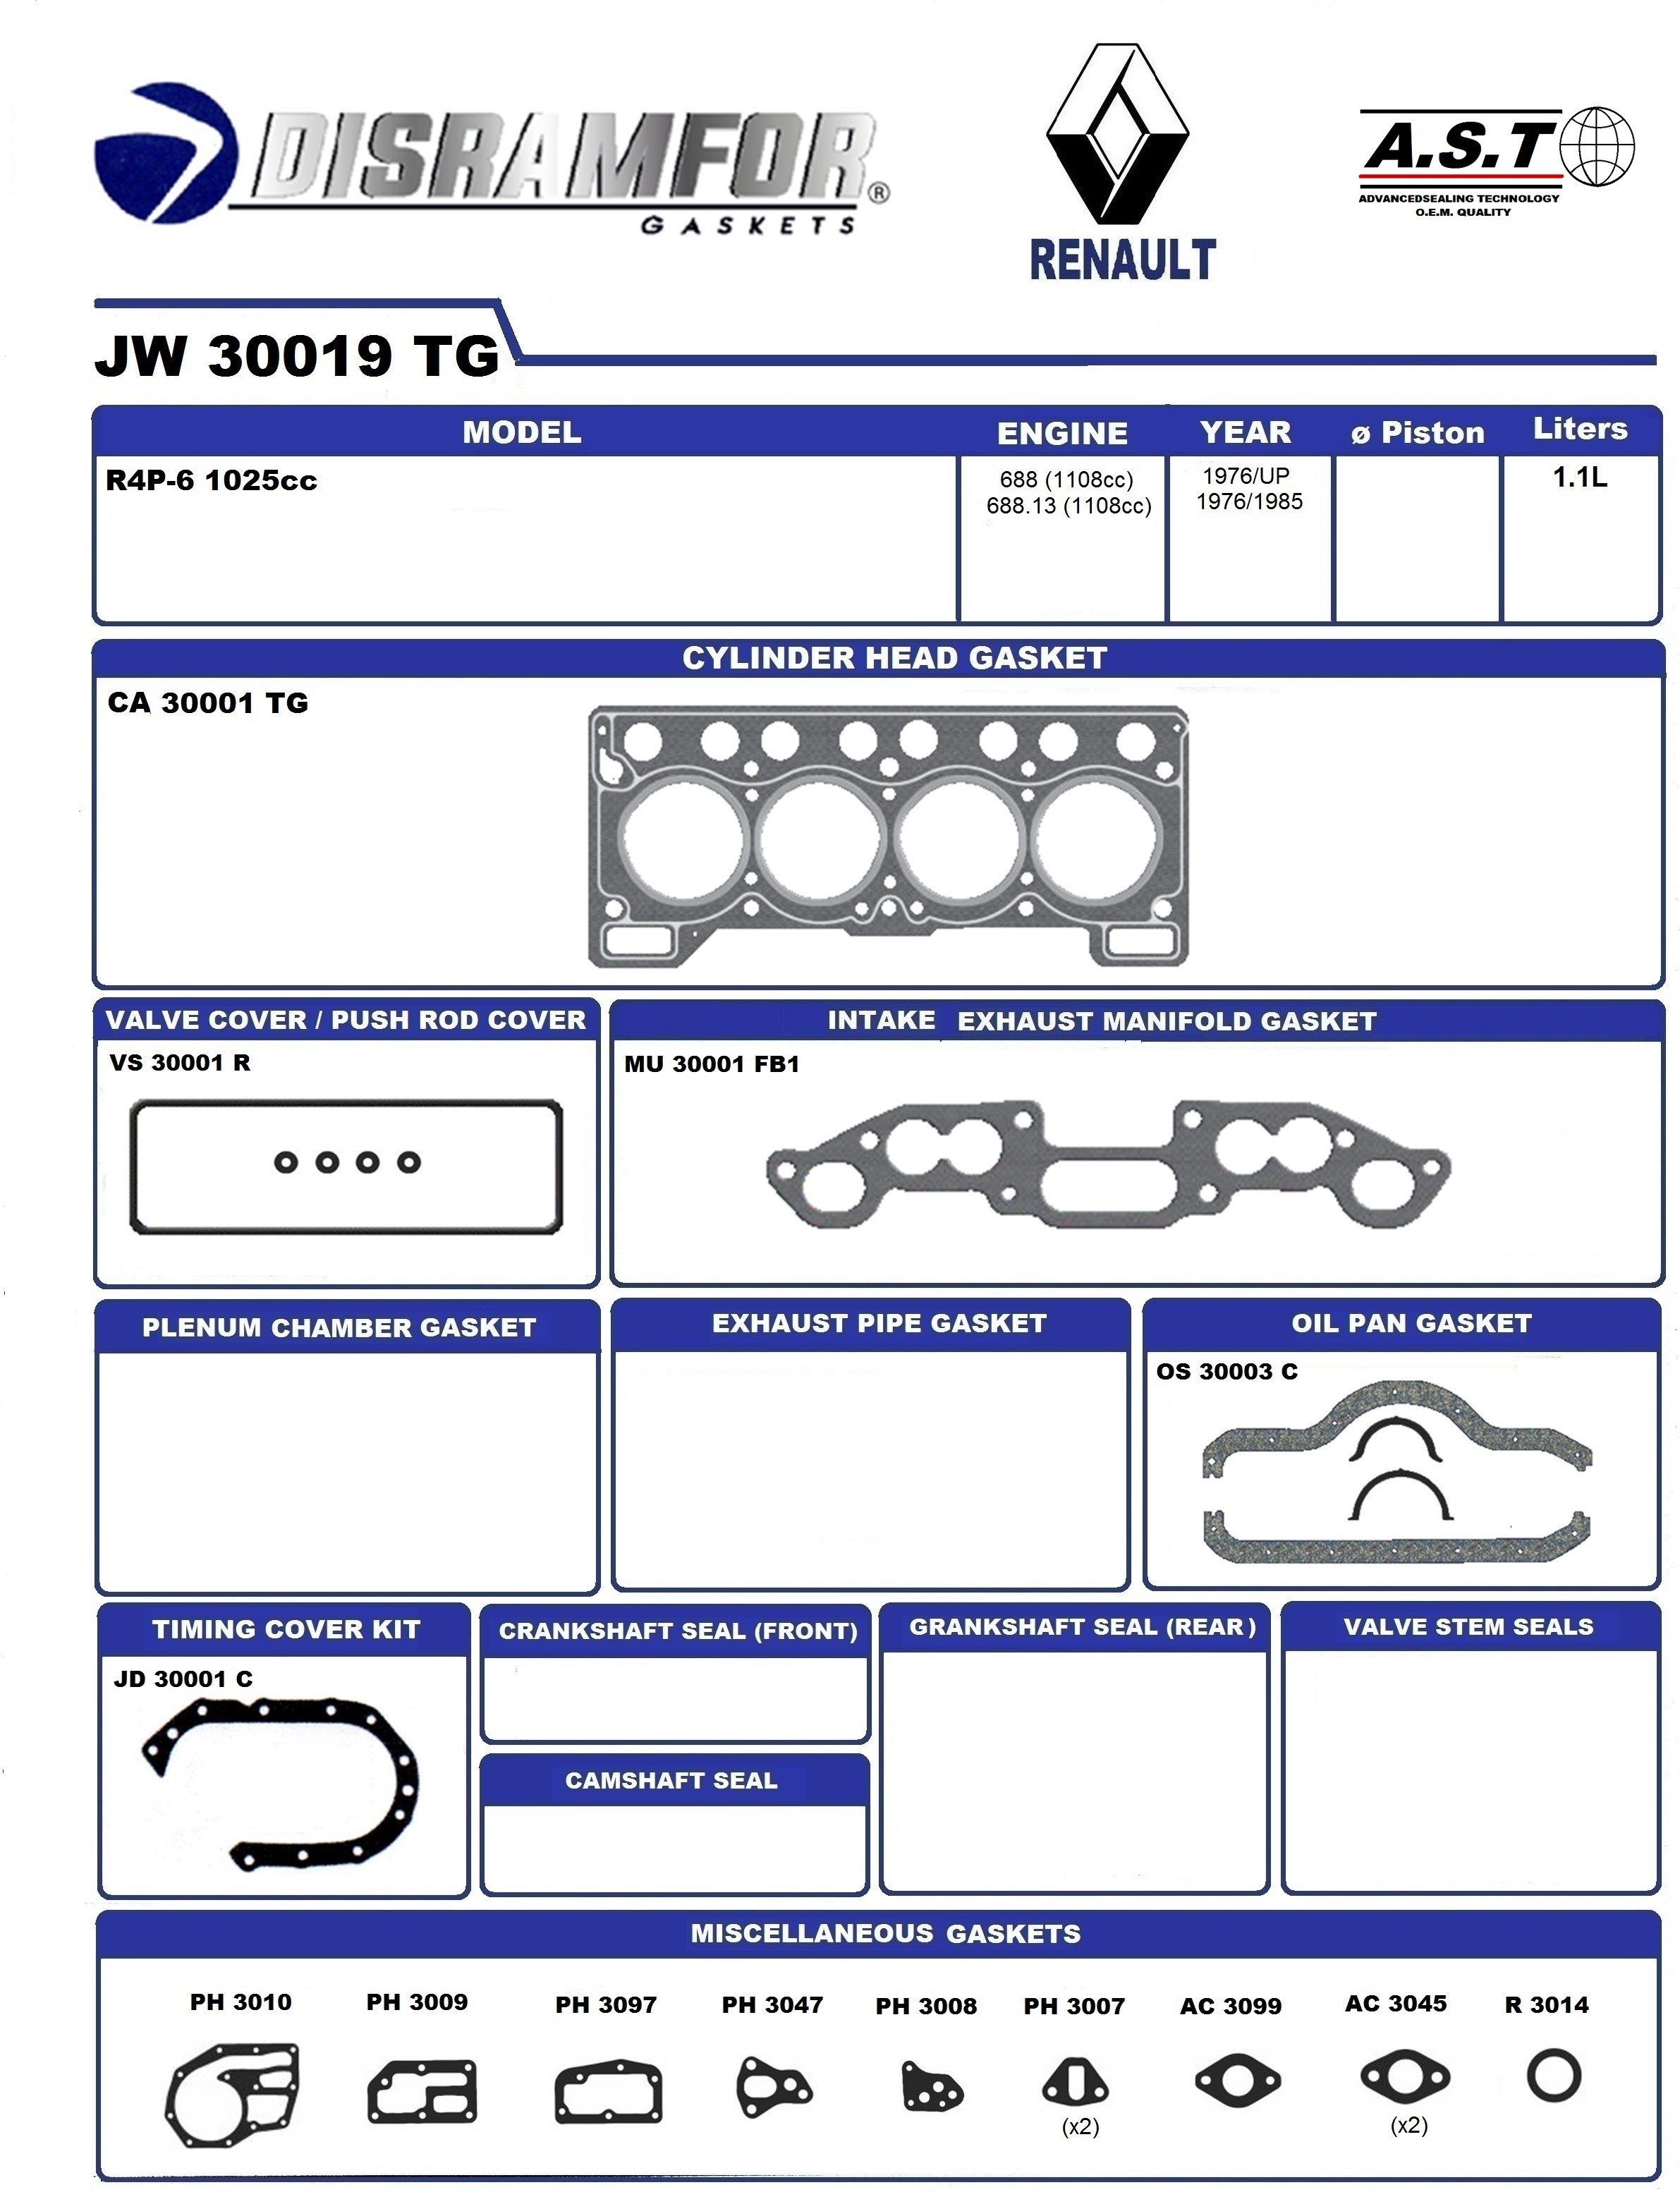 DISRAMFOR®
GASKETS
RENAULT
A.S.T
ADVANCEDSEALING TECHNOLOGY
O.E.M. QUALITY
JW 30019 TG
MODEL ENGINE YEAR ø Piston Liters
R4P-6 1025cc 688 (1108cc) 1976/UP 1.1L
688.13 (1108cc) 1976/1985
CYLINDER HEAD GASKET
CA 30001 TG
VALVE COVER / PUSH ROD COVER
VS 30001 R
INTAKE EXHAUST MANIFOLD GASKET
MU 30001 FB1
PLENUM CHAMBER GASKET
EXHAUST PIPE GASKET
OIL PAN GASKET
OS 30003 C
TIMING COVER KIT
JD 30001 C
CRANKSHAFT SEAL (FRONT)
CAMSHAFT SEAL
GRANKSHAFT SEAL (REAR)
VALVE STEM SEALS
MISCELLANEOUS GASKETS
PH 3010 PH 3009 PH 3097 PH 3047 PH 3008 PH 3007 AC 3099 AC 3045 R 3014
(x2) (x2)